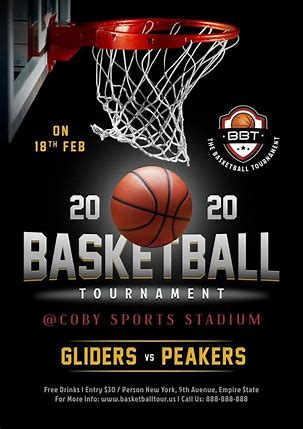 ON
18TH FEB
BBT
THE BASKETBALL TOURNAMENT
20 20
BASKETBALL
TOURNAMENT
@COBY SPORTS STADIUM
GLIDERS VS PEAKERS
Free Drinks | Entry $30 / Person New York, 5th Avenue, Empire State
For More Info: www.basketballtour.us | Call Us: 888-888-888